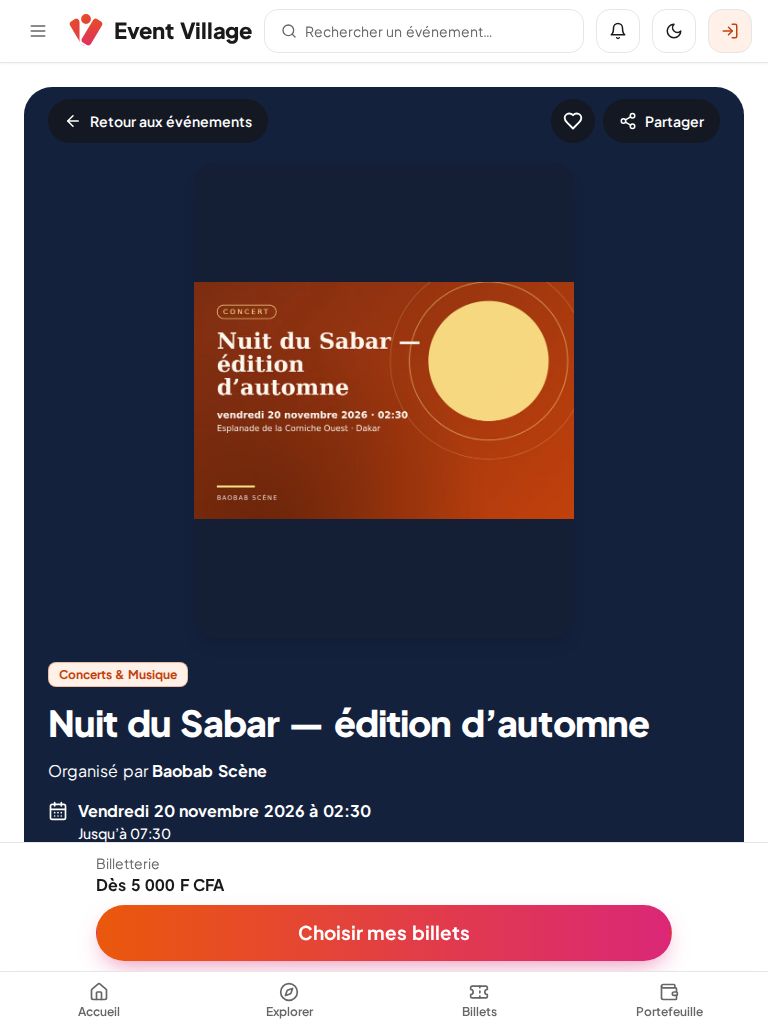 Event Village
Rechercher un événement…
Retour aux événements
Partager
CONCERT
Nuit du Sabar —
édition
d’automne
vendredi 20 novembre 2026 · 02:30
Esplanade de la Corniche Ouest · Dakar
BAOBAB SCÈNE
Concerts & Musique
Nuit du Sabar — édition d’automne
Organisé par Baobab Scène
Vendredi 20 novembre 2026 à 02:30
Jusqu’à 07:30
Billetterie
Dès 5 000 F CFA
Choisir mes billets
Accueil
Explorer
Billets
Portefeuille